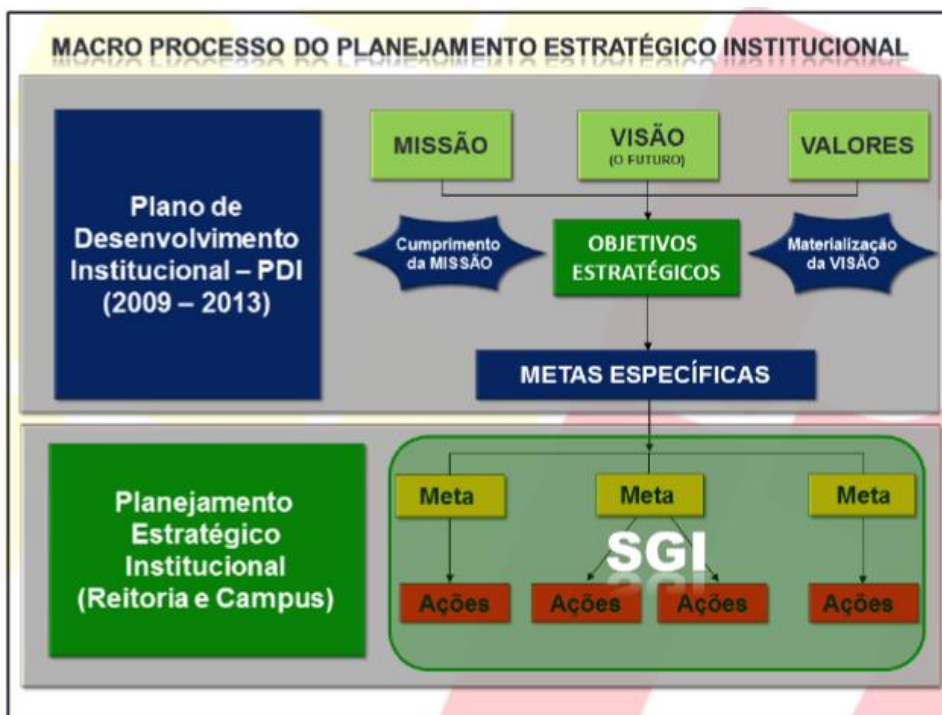 MACRO PROCESSO DO PLANEJAMENTO ESTRATÉGICO INSTITUCIONAL
Plano de
Desenvolvimento
Institucional – PDI
(2009 – 2013)
MISSÃO
VISÃO
(O FUTURO)
VALORES
Cumprimento
da MISSÃO
OBJETIVOS
ESTRATÉGICOS
Materialização
da VISÃO
METAS ESPECÍFICAS
Planejamento
Estratégico
Institucional
(Reitoria e Campus)
Meta
Meta
Meta
SGI
Ações
Ações
Ações
Ações